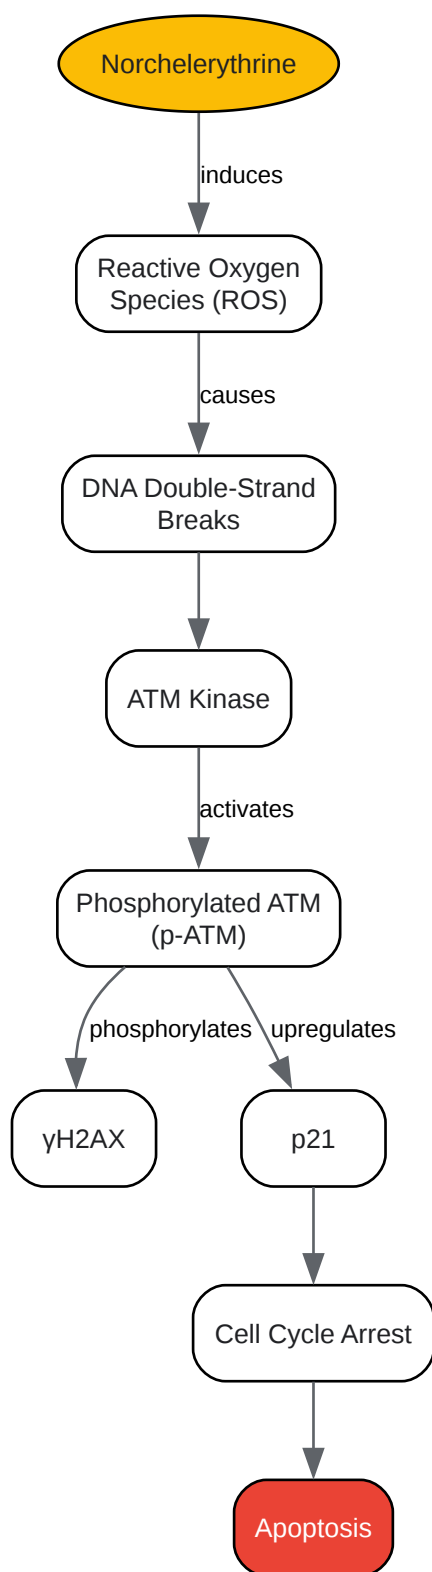 Norchelerythrine
induces
Reactive Oxygen
Species (ROS)
causes
DNA Double-Strand
Breaks
ATM Kinase
activates
Phosphorylated ATM
(p-ATM)
phosphorylates
upregulates
γH2AX
p21
Cell Cycle Arrest
Apoptosis